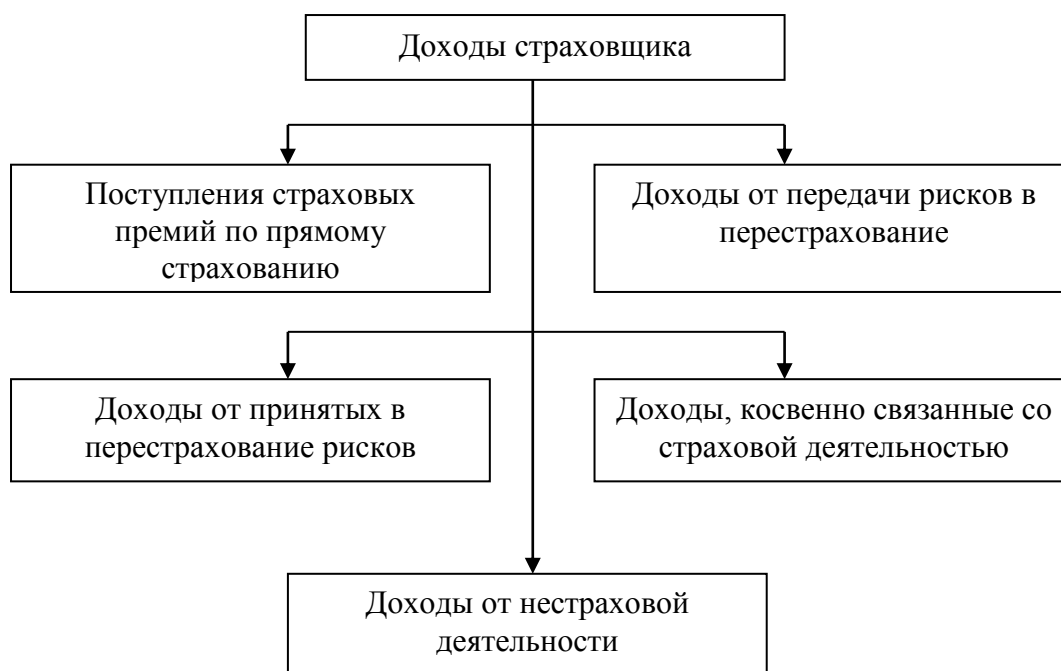 Доходы страховщика
Поступления страховых
премий по прямому
страхованию
Доходы от передачи рисков в
перестрахование
Доходы от принятых в
перестрахование рисков
Доходы, косвенно связанные со
страховой деятельностью
Доходы от нестраховой
деятельности